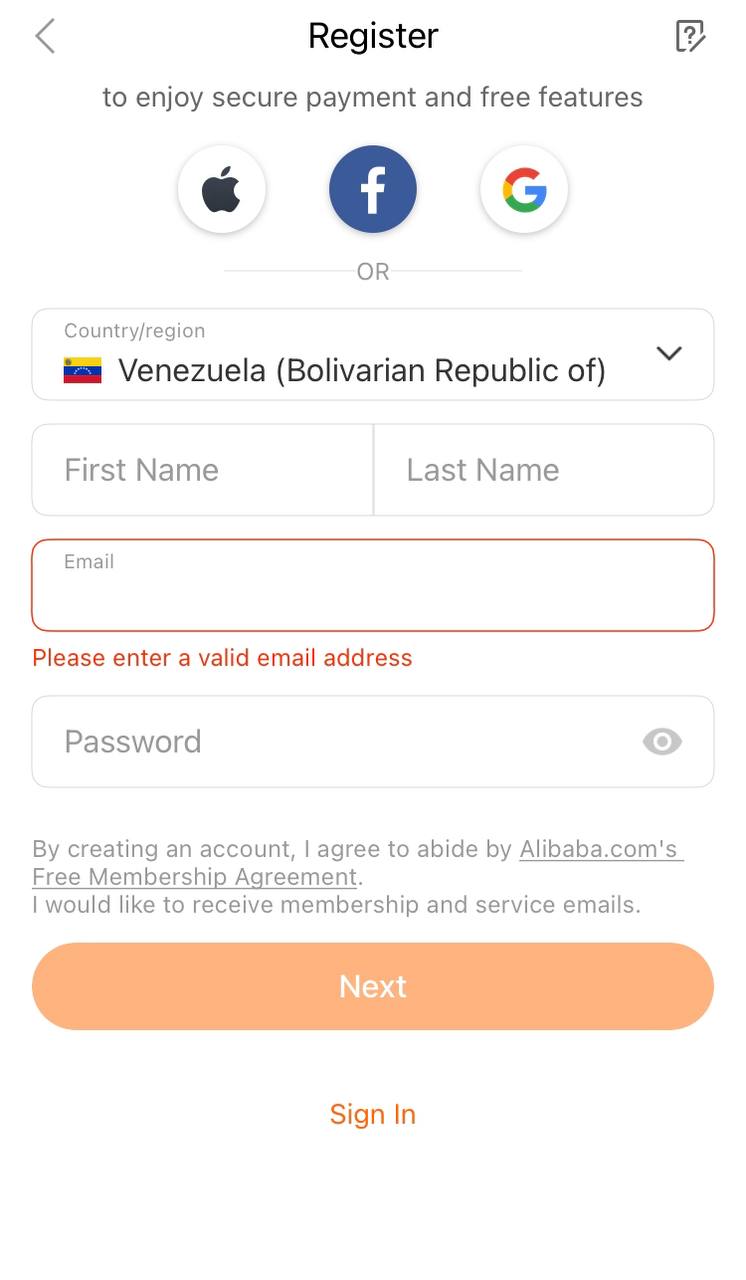 Register
to enjoy secure payment and free features
OR
Country/region
Venezuela (Bolivarian Republic of)
First Name
Last Name
Email
Please enter a valid email address
Password
By creating an account, I agree to abide by Alibaba.com's
Free Membership Agreement.
I would like to receive membership and service emails.
Next
Sign In